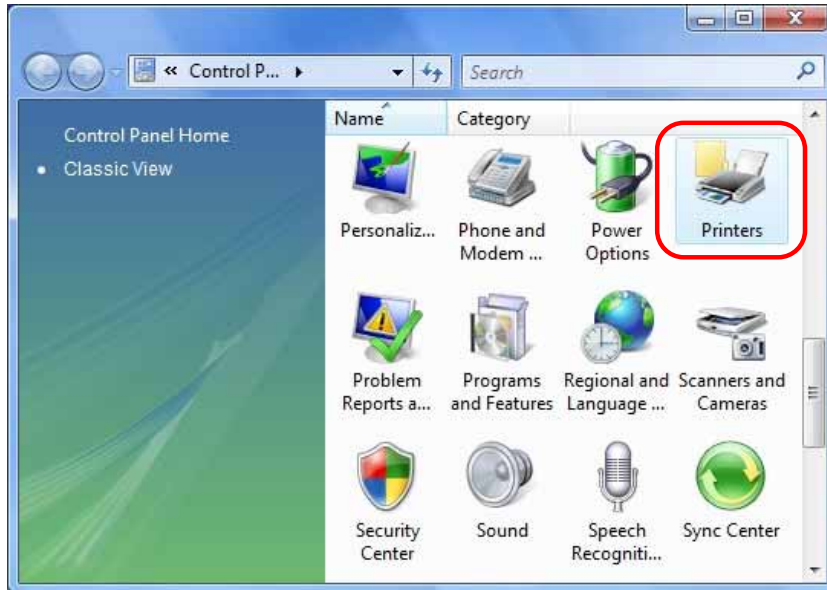 « Control P...
Search
Control Panel Home
Classic View
Name Category
Personaliz...
Phone and
Modem ...
Power
Options
Printers
Problem
Reports a...
Programs
and Features
Regional and
Language ...
Scanners and
Cameras
Security
Center
Sound
Speech
Recogniti...
Sync Center